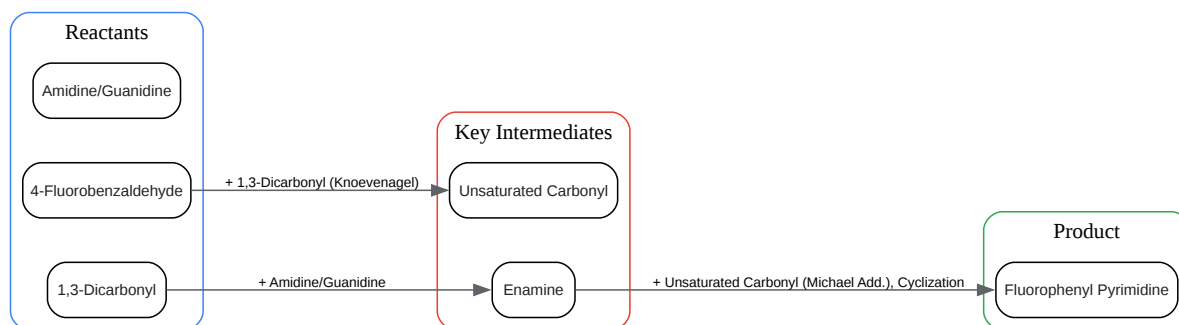 Reactants
Amidine/Guanidine
Key Intermediates
4-Fluorobenzaldehyde
+ 1,3-Dicarbonyl (Knoevenagel)
Unsaturated Carbonyl
Product
1,3-Dicarbonyl
+ Amidine/Guanidine
Enamine
+ Unsaturated Carbonyl (Michael Add.), Cyclization
Fluorophenyl Pyrimidine